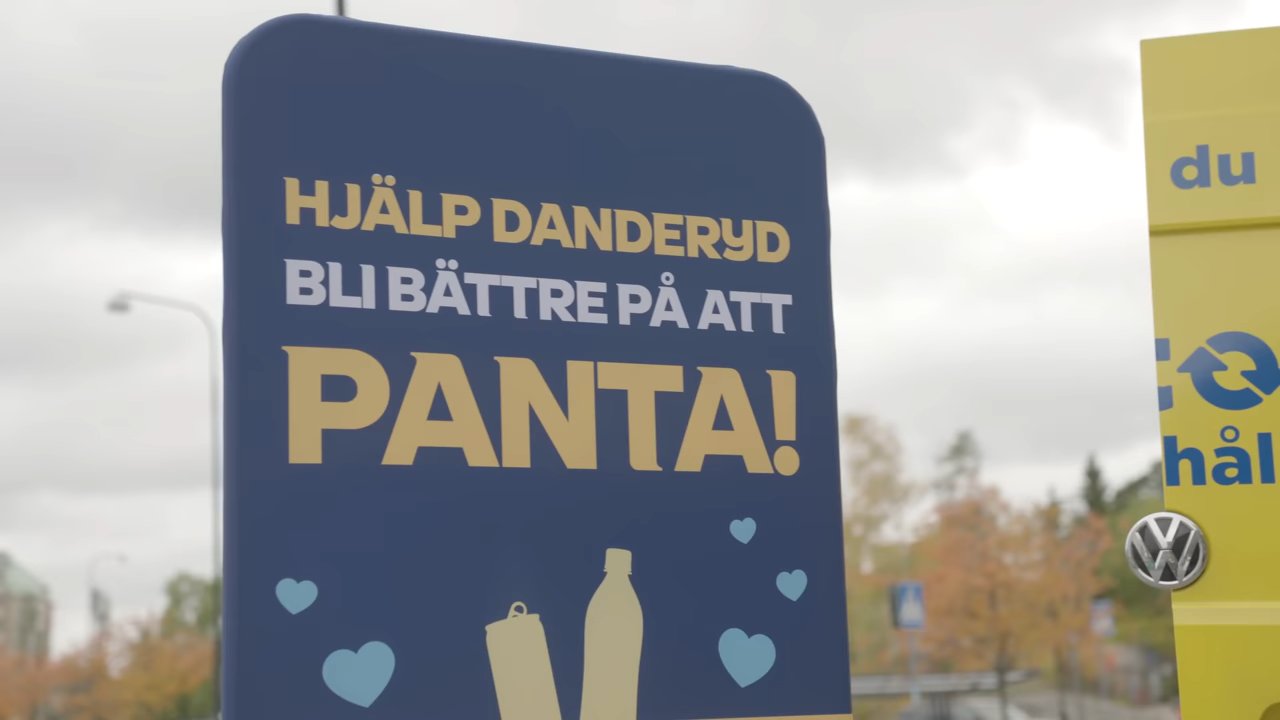 HJÄLP DANDERYD
BLI BÄTTRE PÅ ATT
PANTA!
du
hål